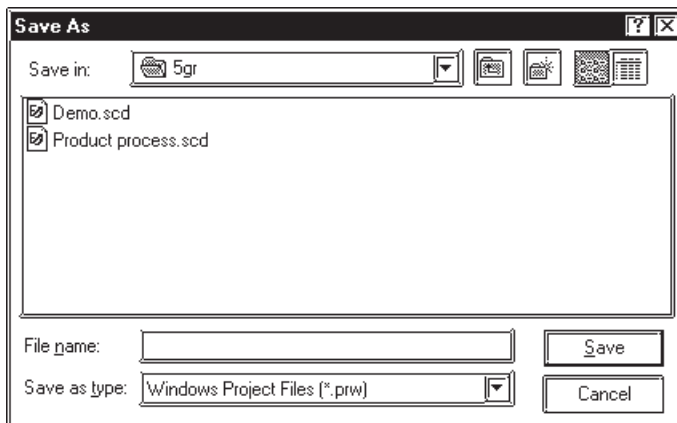 Save As
Save in: 5gr
Demo.scd
Product process.scd
File name:
Save
Save as type: Windows Project Files (*.prw)
Cancel